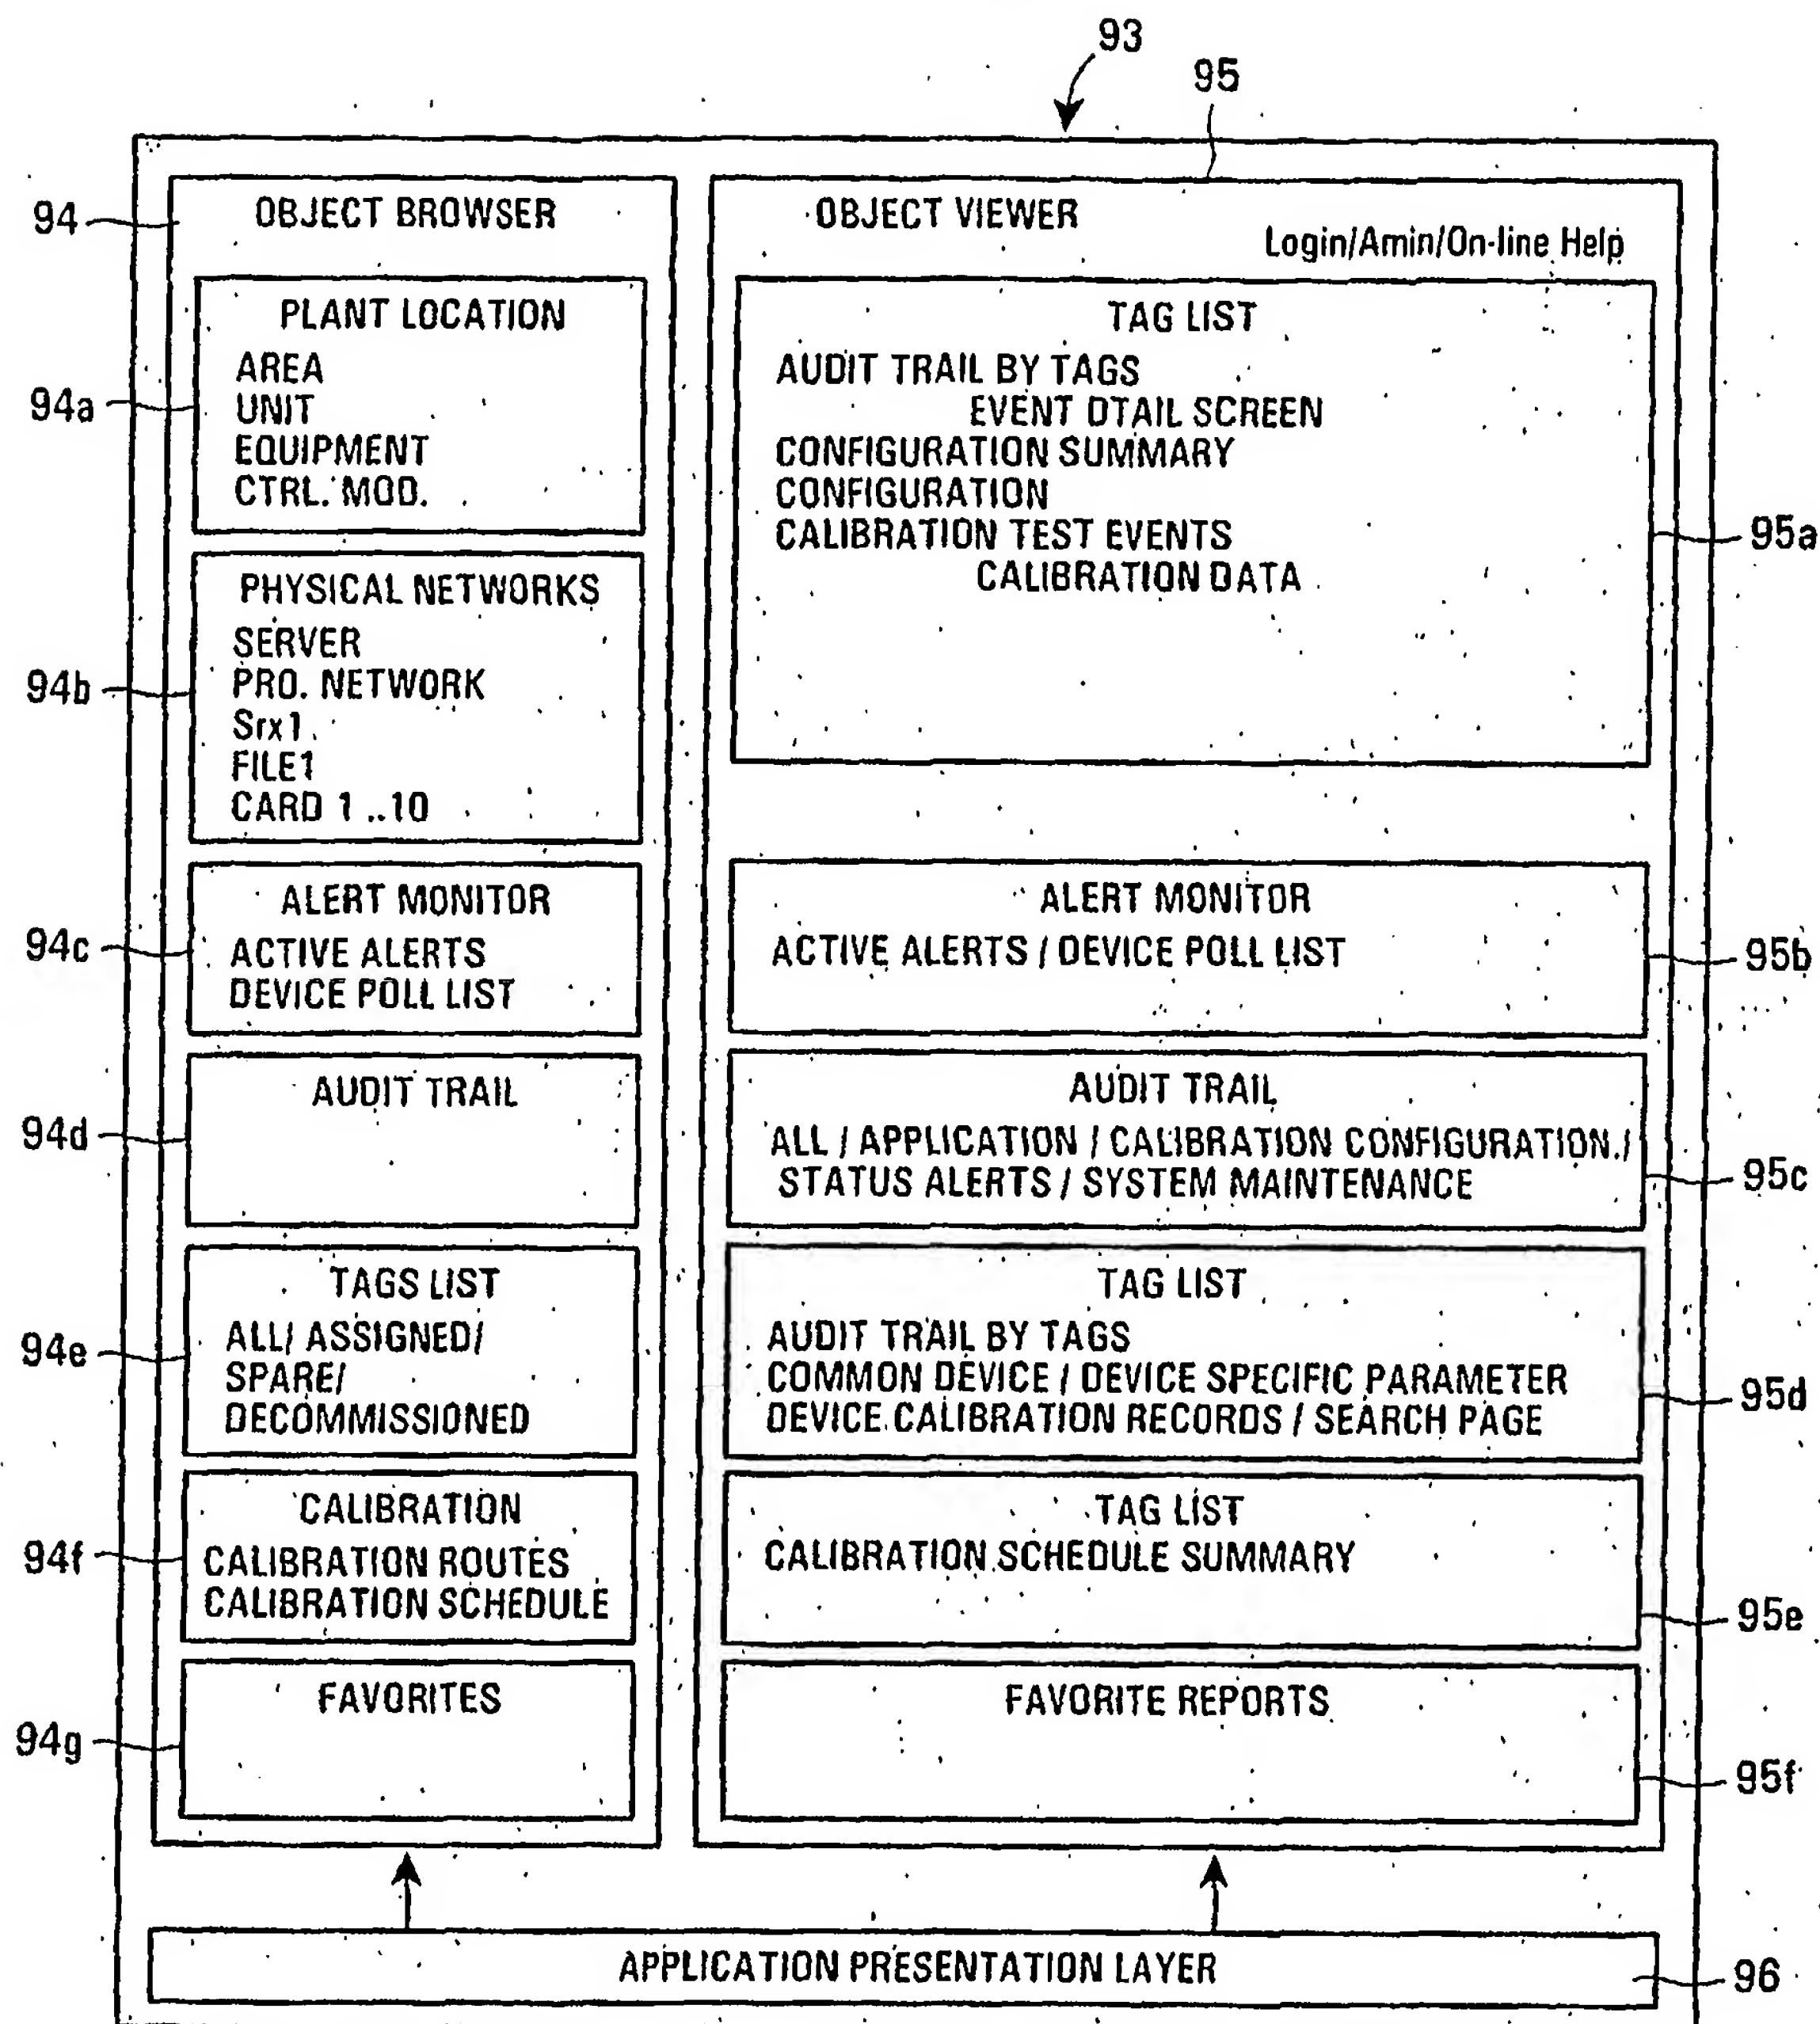 93
95
94
OBJECT BROWSER
94a
PLANT LOCATION
AREA
UNIT
EQUIPMENT
CTRL. MOD.
94b
PHYSICAL NETWORKS
SERVER
PRO. NETWORK
Srx1
FILE1
CARD 1 ..10
94c
ALERT MONITOR
ACTIVE ALERTS
DEVICE POLL LIST
94d
AUDIT TRAIL
94e
TAGS LIST
ALL/ ASSIGNED/
SPARE/
DECOMMISSIONED
94f
CALIBRATION
CALIBRATION ROUTES
CALIBRATION SCHEDULE
94g
FAVORITES
OBJECT VIEWER
Login/Amin/On-line Help
TAG LIST
AUDIT TRAIL BY TAGS
EVENT DTAIL SCREEN
CONFIGURATION SUMMARY
CONFIGURATION
CALIBRATION TEST EVENTS
CALIBRATION DATA
95a
ALERT MONITOR
ACTIVE ALERTS / DEVICE POLL LIST
95b
AUDIT TRAIL
ALL / APPLICATION / CALIBRATION CONFIGURATION /
STATUS ALERTS / SYSTEM MAINTENANCE
95c
TAG LIST
AUDIT TRAIL BY TAGS
COMMON DEVICE / DEVICE SPECIFIC PARAMETER
DEVICE CALIBRATION RECORDS / SEARCH PAGE
95d
TAG LIST
CALIBRATION SCHEDULE SUMMARY
95e
FAVORITE REPORTS
95f
APPLICATION PRESENTATION LAYER
96